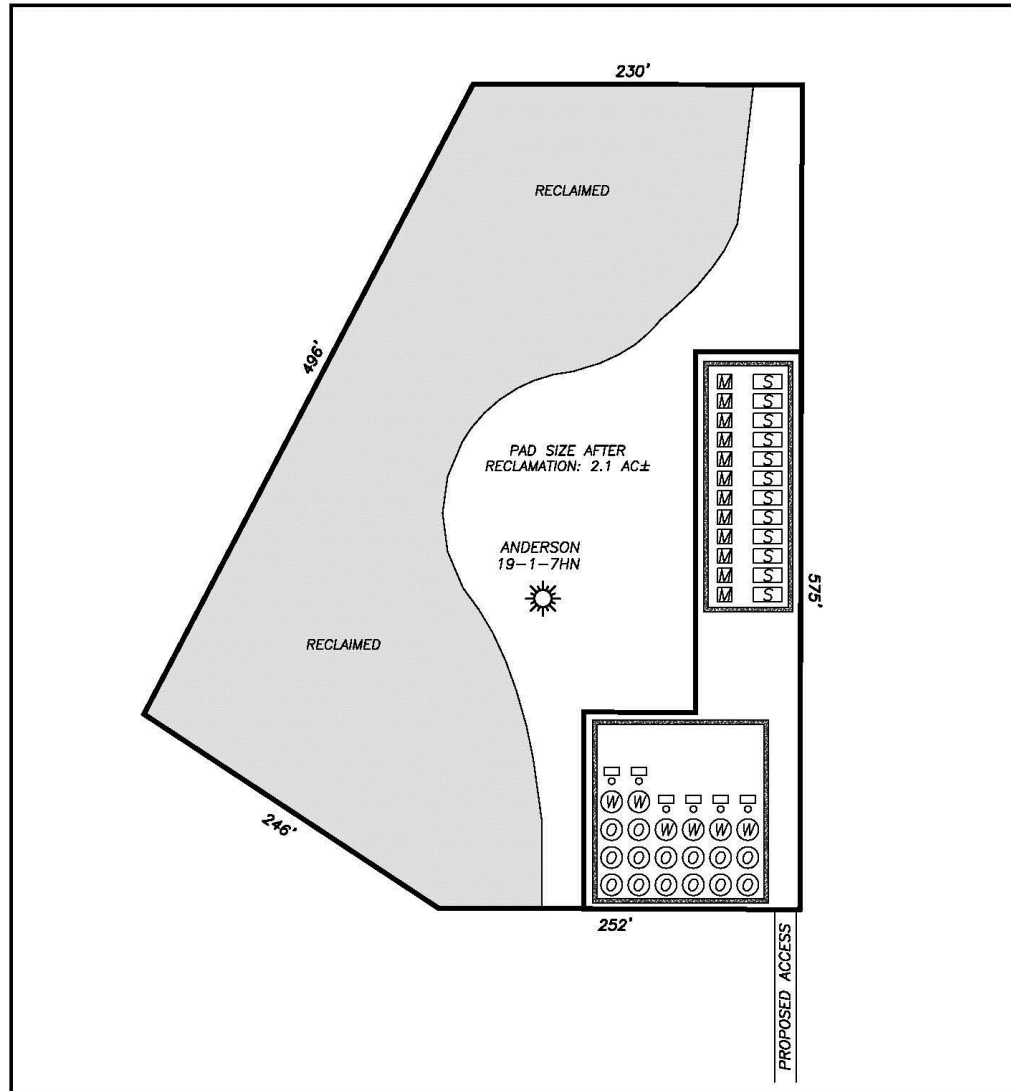 230'
RECLAIMED
496'
PAD SIZE AFTER
RECLAMATION: 2.1 AC±
ANDERSON
19-1-7HN
M S
M S
M S
M S
M S
M S
M S
M S
M S
M S
M S
M S
575'
RECLAIMED
246'
W W
O O W W W W
O O O O O O
O O O O O O
252'
PROPOSED ACCESS